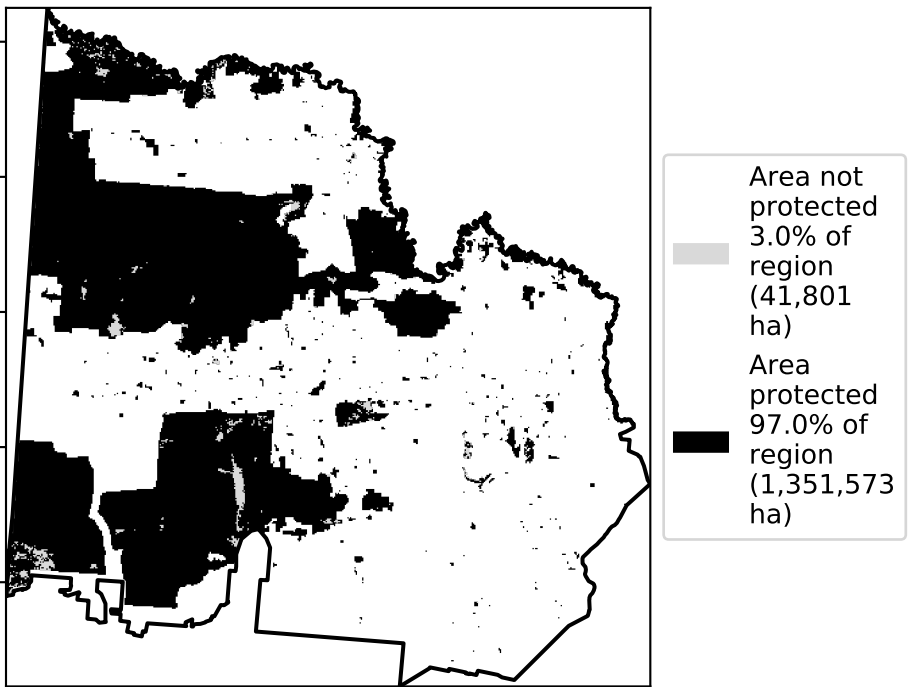 Area not
protected
3.0% of
region
(41,801
ha)
Area
protected
97.0% of
region
(1,351,573
ha)